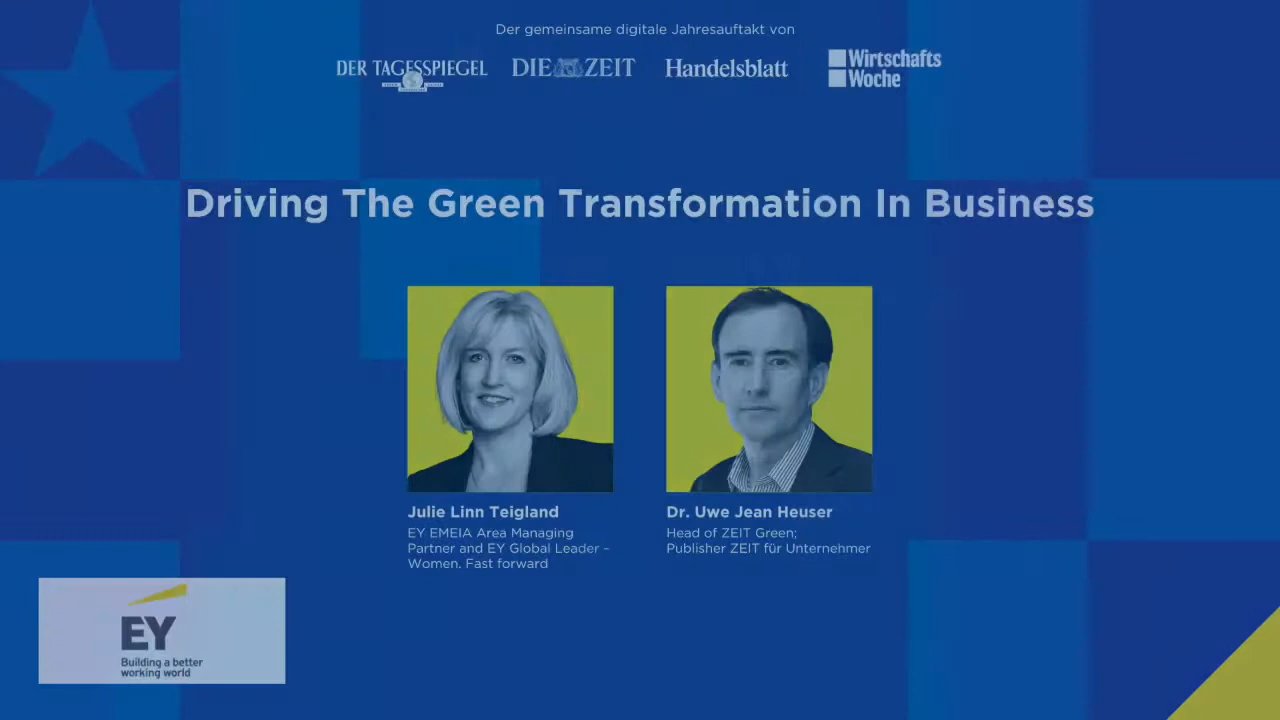 Der gemeinsame digitale Jahresauftakt von
DER TAGESSPIEGEL
DIE ZEIT
Handelsblatt
Wirtschafts
Woche
Driving The Green Transformation In Business
Julie Linn Teigland
EY EMEIA Area Managing
Partner and EY Global Leader –
Women. Fast forward
Dr. Uwe Jean Heuser
Head of ZEIT Green;
Publisher ZEIT für Unternehmer
EY
Building a better
working world